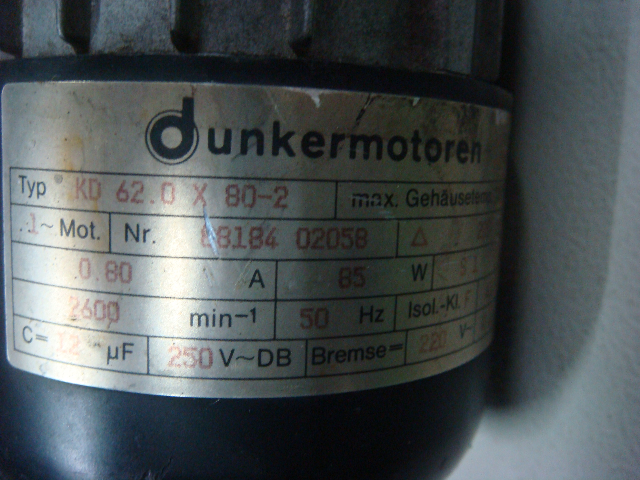 dunkermotoren
Typ KD 62.0 X 80-2 max. Gehäusetemp.
1~ Mot. Nr. 88184 02058 △
0.80 A 85 W S1
2600 min-1 50 Hz Isol.-Kl. F
C= 12 µF 250 V~DB Bremse= 220 V~